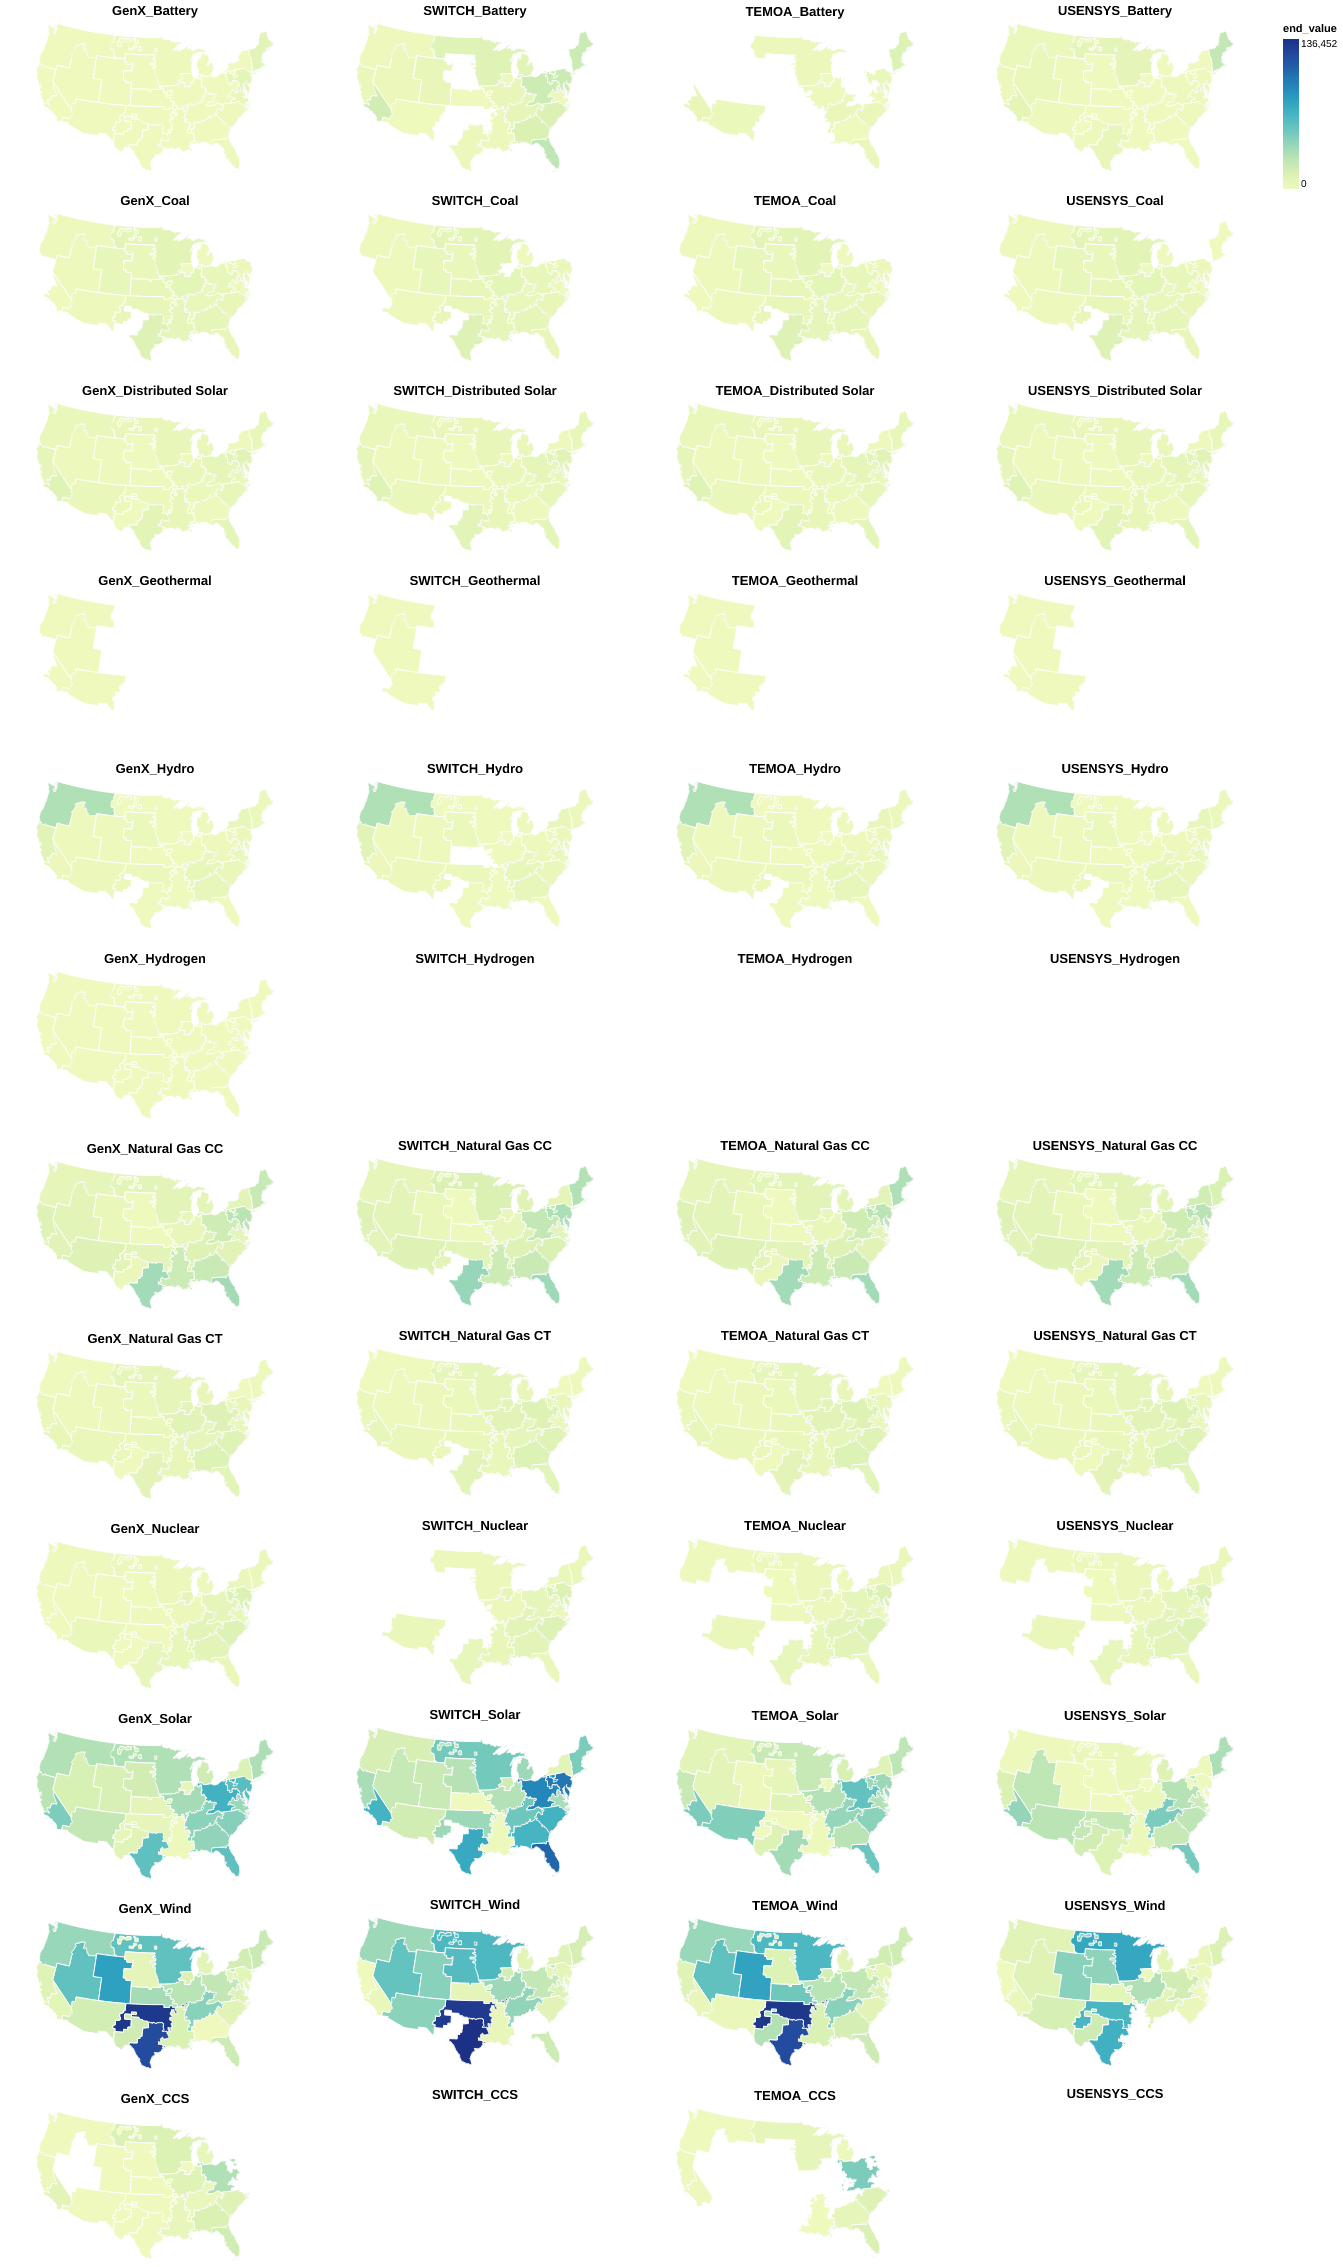 GenX_Battery
SWITCH_Battery
TEMOA_Battery
USENSYS_Battery
end_value
136,452
0
GenX_Coal
SWITCH_Coal
TEMOA_Coal
USENSYS_Coal
GenX_Distributed Solar
SWITCH_Distributed Solar
TEMOA_Distributed Solar
USENSYS_Distributed Solar
GenX_Geothermal
SWITCH_Geothermal
TEMOA_Geothermal
USENSYS_Geothermal
GenX_Hydro
SWITCH_Hydro
TEMOA_Hydro
USENSYS_Hydro
GenX_Hydrogen
SWITCH_Hydrogen
TEMOA_Hydrogen
USENSYS_Hydrogen
GenX_Natural Gas CC
SWITCH_Natural Gas CC
TEMOA_Natural Gas CC
USENSYS_Natural Gas CC
GenX_Natural Gas CT
SWITCH_Natural Gas CT
TEMOA_Natural Gas CT
USENSYS_Natural Gas CT
GenX_Nuclear
SWITCH_Nuclear
TEMOA_Nuclear
USENSYS_Nuclear
GenX_Solar
SWITCH_Solar
TEMOA_Solar
USENSYS_Solar
GenX_Wind
SWITCH_Wind
TEMOA_Wind
USENSYS_Wind
GenX_CCS
SWITCH_CCS
TEMOA_CCS
USENSYS_CCS